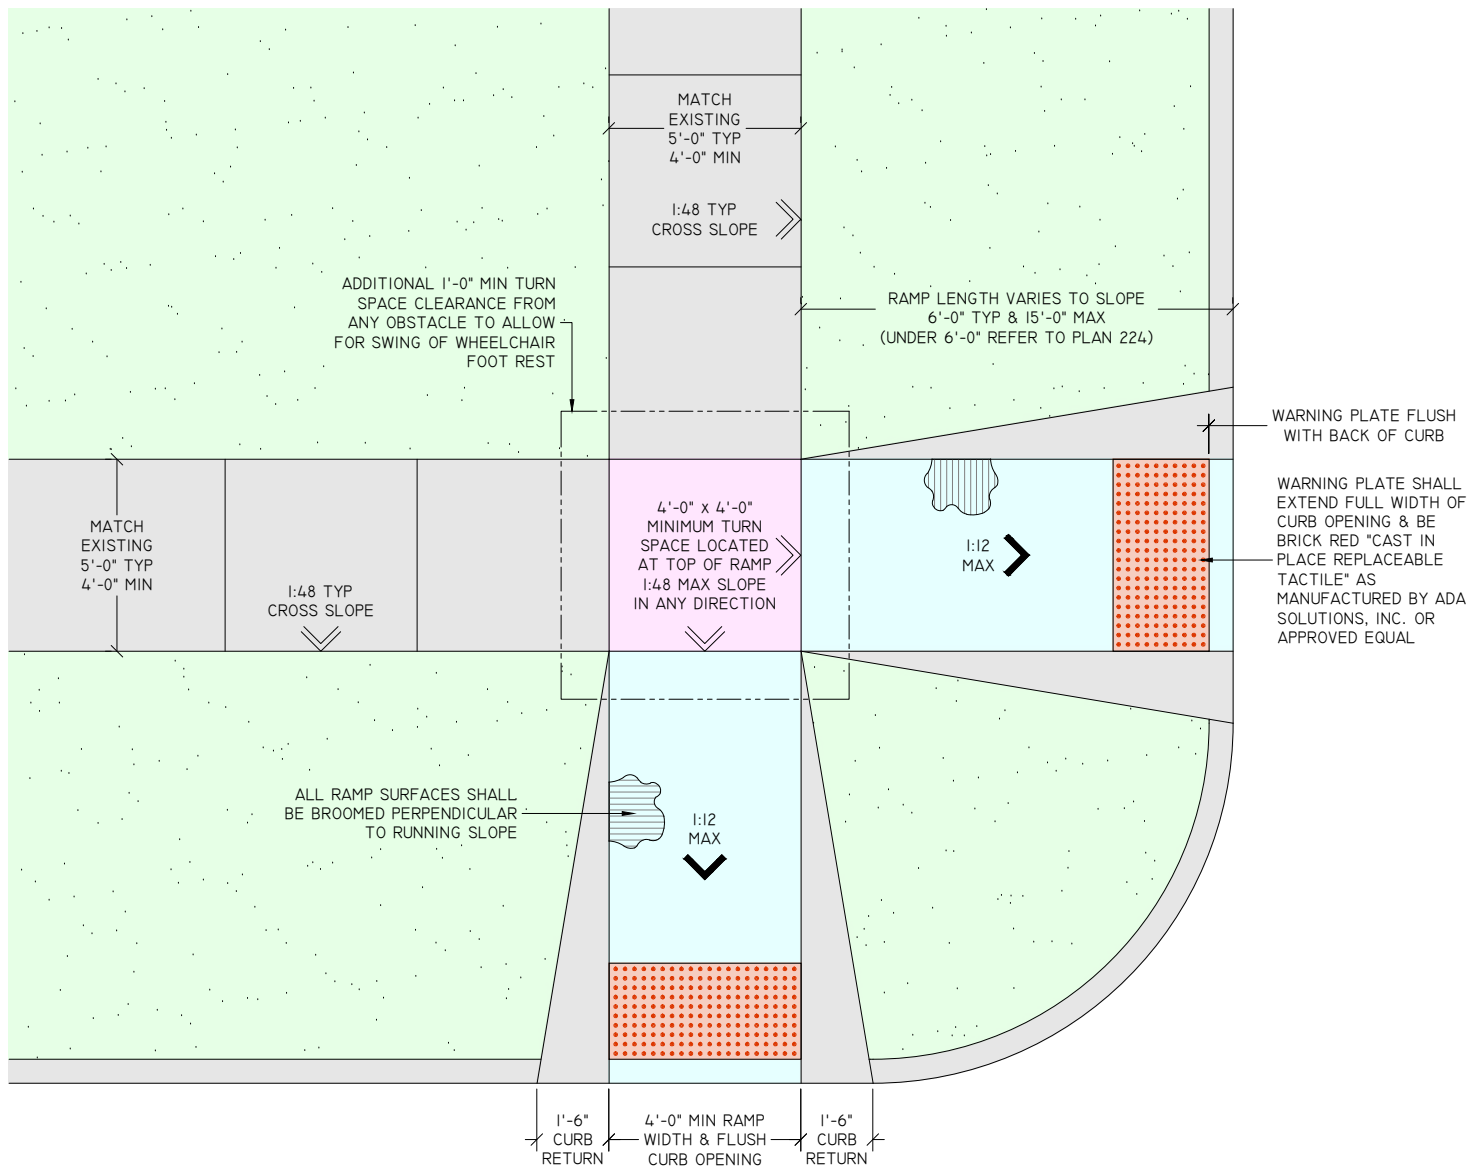 MATCH
EXISTING
5'-0" TYP
4'-0" MIN
1:48 TYP
CROSS SLOPE
ADDITIONAL 1'-0" MIN TURN
SPACE CLEARANCE FROM
ANY OBSTACLE TO ALLOW
FOR SWING OF WHEELCHAIR
FOOT REST
RAMP LENGTH VARIES TO SLOPE
6'-0" TYP & 15'-0" MAX
(UNDER 6'-0" REFER TO PLAN 224)
WARNING PLATE FLUSH
WITH BACK OF CURB
MATCH
EXISTING
5'-0" TYP
4'-0" MIN
1:48 TYP
CROSS SLOPE
4'-0" x 4'-0"
MINIMUM TURN
SPACE LOCATED
AT TOP OF RAMP
1:48 MAX SLOPE
IN ANY DIRECTION
1:12
MAX
WARNING PLATE SHALL
EXTEND FULL WIDTH OF
CURB OPENING & BE
BRICK RED "CAST IN
PLACE REPLACEABLE
TACTILE" AS
MANUFACTURED BY ADA
SOLUTIONS, INC. OR
APPROVED EQUAL
ALL RAMP SURFACES SHALL
BE BROOMED PERPENDICULAR
TO RUNNING SLOPE
1:12
MAX
1'-6"
CURB
RETURN
4'-0" MIN RAMP
WIDTH & FLUSH
CURB OPENING
1'-6"
CURB
RETURN